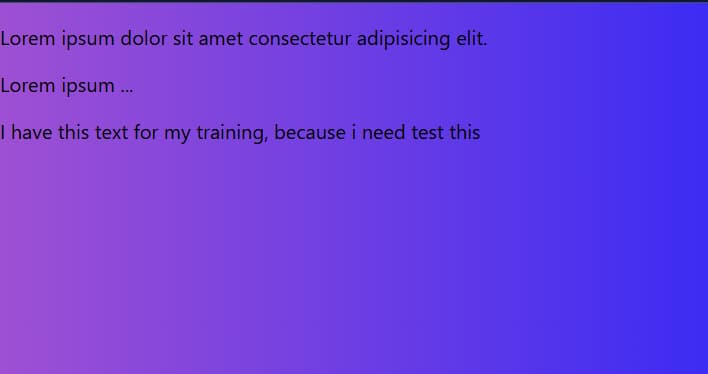 Lorem ipsum dolor sit amet consectetur adipisicing elit.
Lorem ipsum ...
I have this text for my training, because i need test this